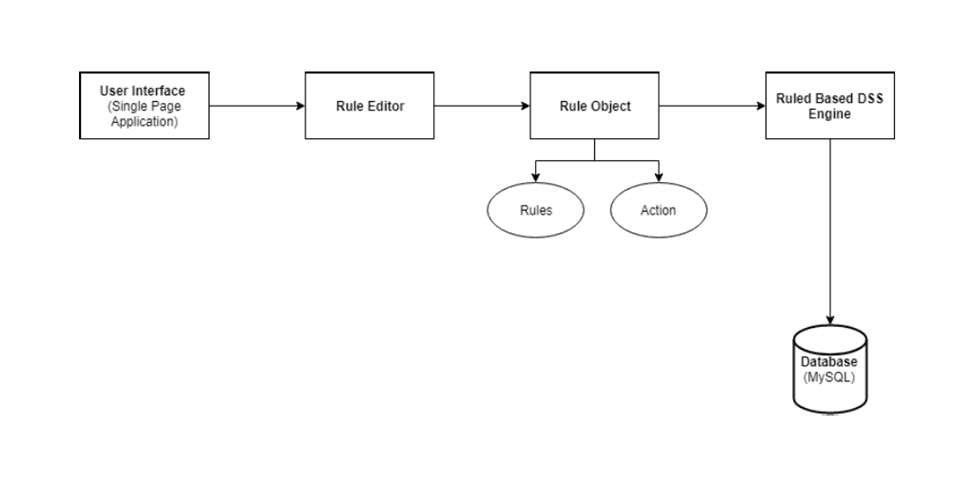 User Interface
(Single Page
Application)
Rule Editor
Rule Object
Ruled Based DSS
Engine
Rules
Action
Database
(MySQL)